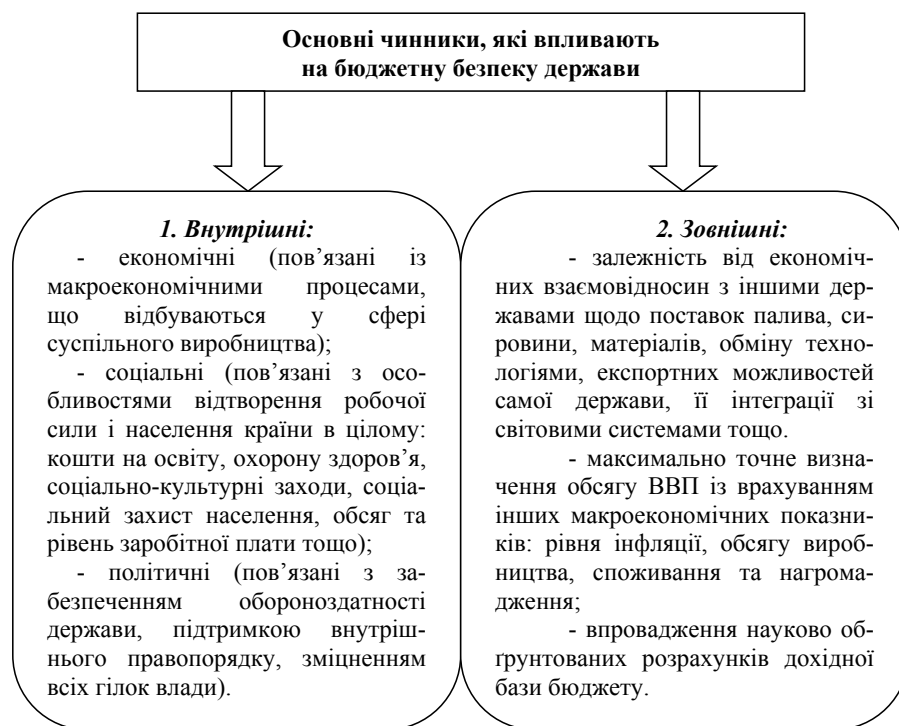 Основні чинники, які впливають
на бюджетну безпеку держави
1. Внутрішні:
- економічні (пов’язані із
макроекономічними процесами,
що відбуваються у сфері
суспільного виробництва);
- соціальні (пов’язані з осо-
бливостями відтворення робочої
сили і населення країни в цілому:
кошти на освіту, охорону здоров’я,
соціально-культурні заходи, соціа-
льний захист населення, обсяг та
рівень заробітної плати тощо);
- політичні (пов’язані з за-
безпеченням обороноздатності
держави, підтримкою внутріш-
нього правопорядку, зміцненням
всіх гілок влади).
2. Зовнішні:
- залежність від економіч-
них взаємовідносин з іншими дер-
жавами щодо поставок палива, си-
ровини, матеріалів, обміну техно-
логіями, експортних можливостей
самої держави, її інтеграції зі
світовими системами тощо.
- максимально точне визна-
чення обсягу ВВП із врахуванням
інших макроекономічних показни-
ків: рівня інфляції, обсягу вироб-
ництва, споживання та нагрома-
дження;
- впровадження науково об-
ґрунтованих розрахунків дохідної
бази бюджету.